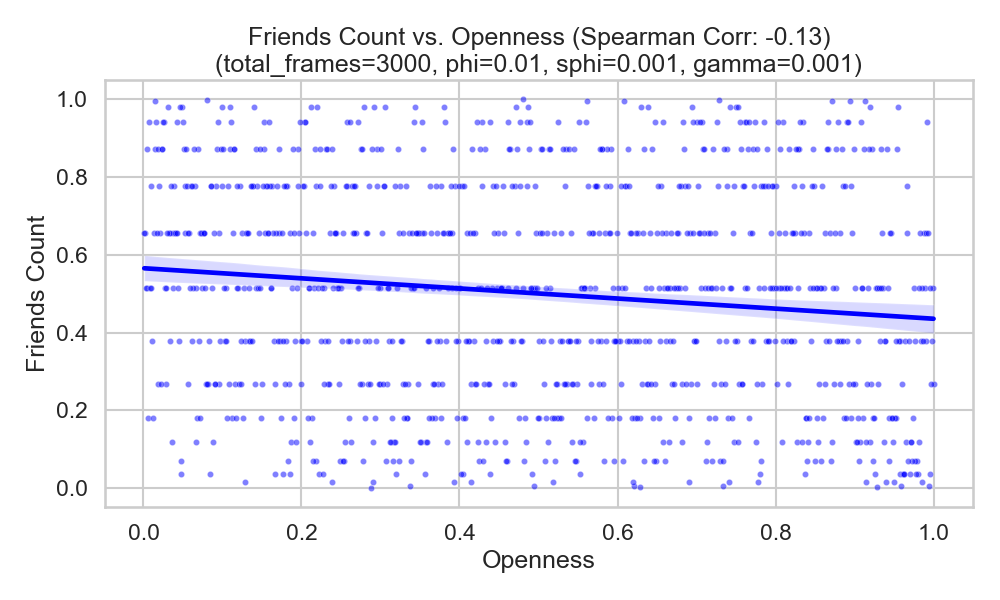 Friends Count vs. Openness (Spearman Corr: -0.13)
(total_frames=3000, phi=0.01, sphi=0.001, gamma=0.001)
Friends Count
1.0
0.8
0.6
0.4
0.2
0.0
0.0 0.2 0.4 0.6 0.8 1.0
Openness